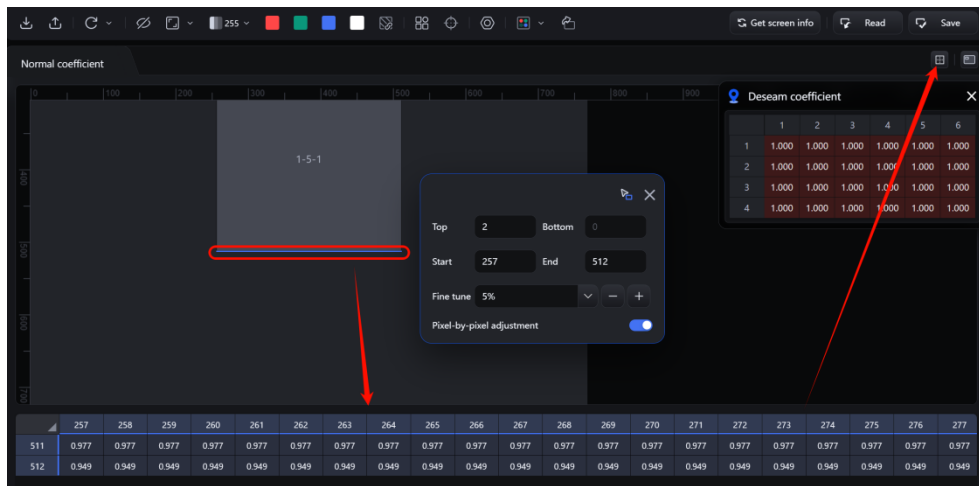 255 Get screen info Read Save
Normal coefficient
0 100 200 300 400 500 600 700 800 900
400
500
600
700
1-5-1
Deseam coefficient
1 2 3 4 5 6
1 1.000 1.000 1.000 1.000 1.000 1.000
2 1.000 1.000 1.000 1.000 1.000 1.000
3 1.000 1.000 1.000 1.000 1.000 1.000
4 1.000 1.000 1.000 1.000 1.000 1.000
Top 2 Bottom 0
Start 257 End 512
Fine tune 5%
Pixel-by-pixel adjustment
257 258 259 260 261 262 263 264 265 266 267 268 269 270 271 272 273 274 275 276 277
511 0.977 0.977 0.977 0.977 0.977 0.977 0.977 0.977 0.977 0.977 0.977 0.977 0.977 0.977 0.977 0.977 0.977 0.977 0.977 0.977 0.977
512 0.949 0.949 0.949 0.949 0.949 0.949 0.949 0.949 0.949 0.949 0.949 0.949 0.949 0.949 0.949 0.949 0.949 0.949 0.949 0.949 0.949